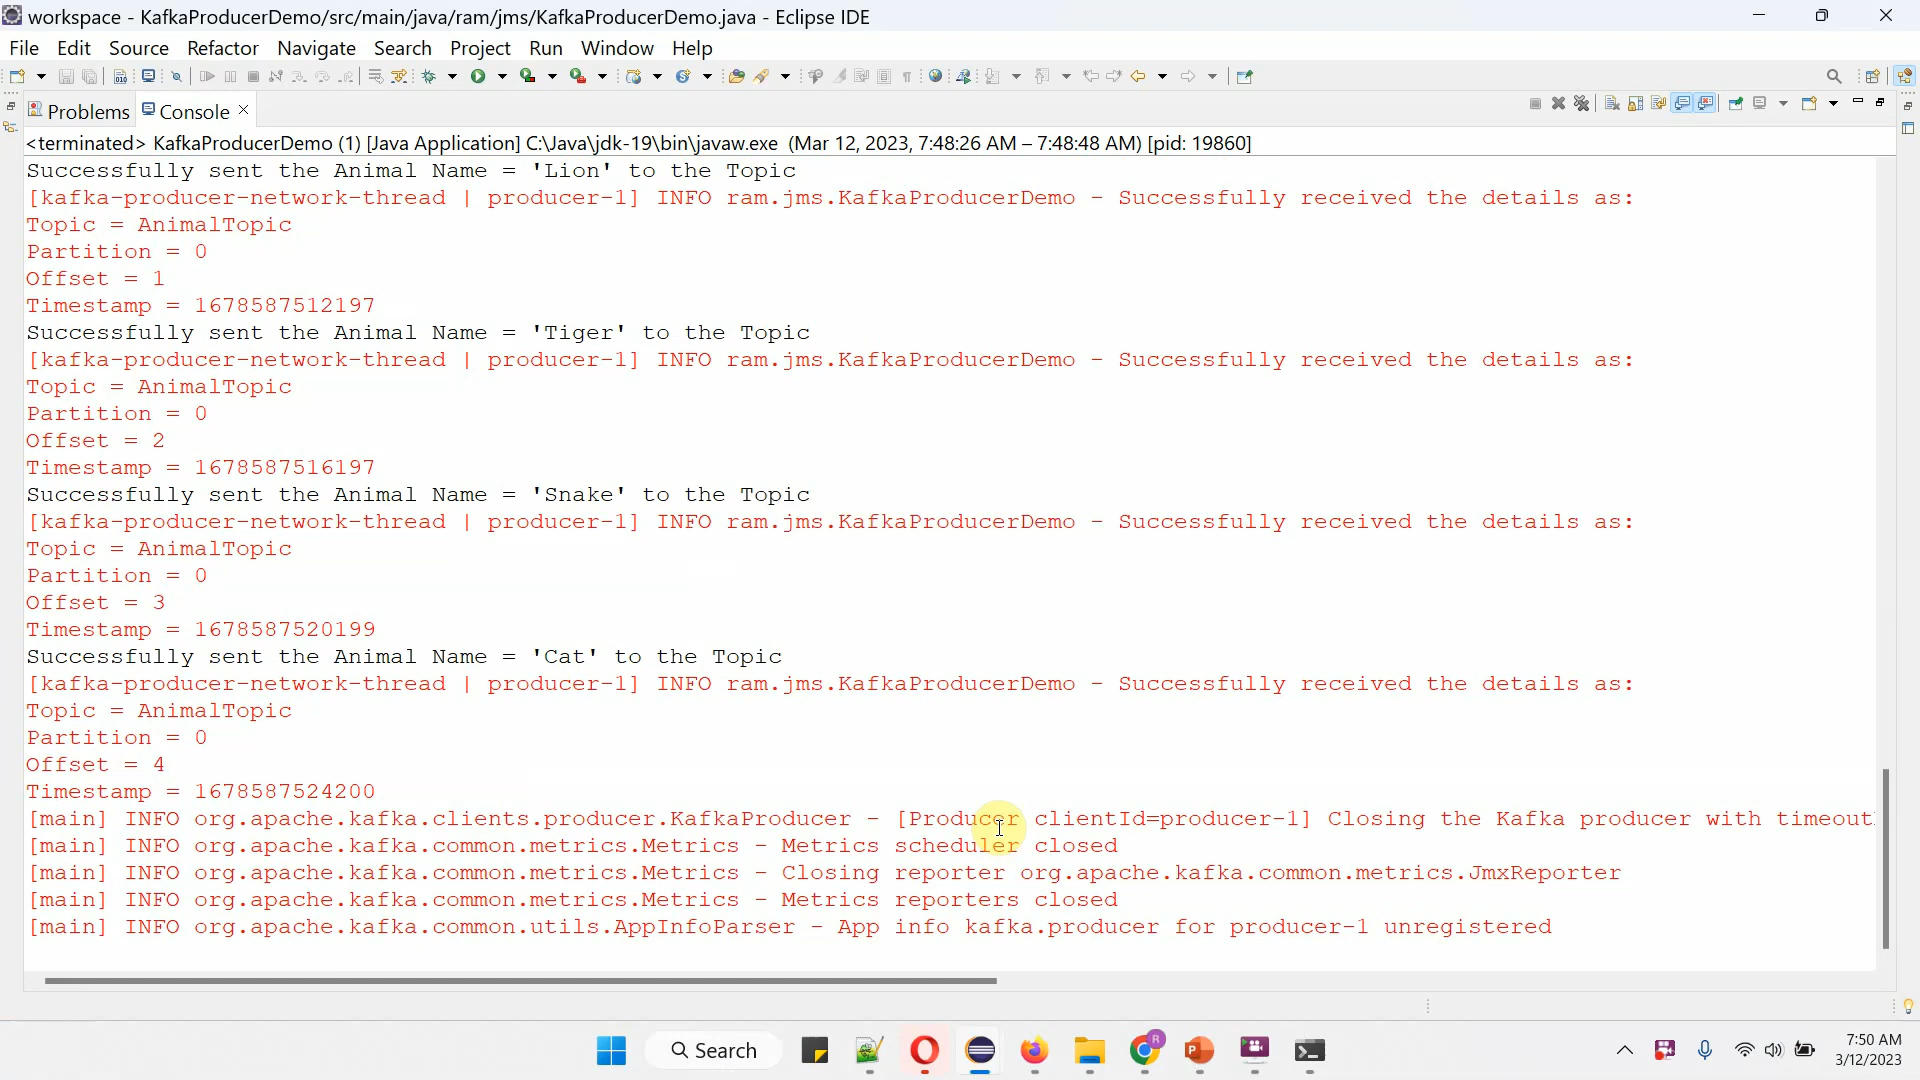 workspace - KafkaProducerDemo/src/main/java/ram/jms/KafkaProducerDemo.java - Eclipse IDE
File Edit Source Refactor Navigate Search Project Run Window Help
Problems Console
<terminated> KafkaProducerDemo (1) [Java Application] C:\Java\jdk-19\bin\javaw.exe (Mar 12, 2023, 7:48:26 AM – 7:48:48 AM) [pid: 19860]
Successfully sent the Animal Name = 'Lion' to the Topic
[kafka-producer-network-thread | producer-1] INFO ram.jms.KafkaProducerDemo - Successfully received the details as:
Topic = AnimalTopic
Partition = 0
Offset = 1
Timestamp = 1678587512197
Successfully sent the Animal Name = 'Tiger' to the Topic
[kafka-producer-network-thread | producer-1] INFO ram.jms.KafkaProducerDemo - Successfully received the details as:
Topic = AnimalTopic
Partition = 0
Offset = 2
Timestamp = 1678587516197
Successfully sent the Animal Name = 'Snake' to the Topic
[kafka-producer-network-thread | producer-1] INFO ram.jms.KafkaProducerDemo - Successfully received the details as:
Topic = AnimalTopic
Partition = 0
Offset = 3
Timestamp = 1678587520199
Successfully sent the Animal Name = 'Cat' to the Topic
[kafka-producer-network-thread | producer-1] INFO ram.jms.KafkaProducerDemo - Successfully received the details as:
Topic = AnimalTopic
Partition = 0
Offset = 4
Timestamp = 1678587524200
[main] INFO org.apache.kafka.clients.producer.KafkaProducer - [Producer clientId=producer-1] Closing the Kafka producer with timeout
[main] INFO org.apache.kafka.common.metrics.Metrics - Metrics scheduler closed
[main] INFO org.apache.kafka.common.metrics.Metrics - Closing reporter org.apache.kafka.common.metrics.JmxReporter
[main] INFO org.apache.kafka.common.metrics.Metrics - Metrics reporters closed
[main] INFO org.apache.kafka.common.utils.AppInfoParser - App info kafka.producer for producer-1 unregistered
Search
7:50 AM
3/12/2023